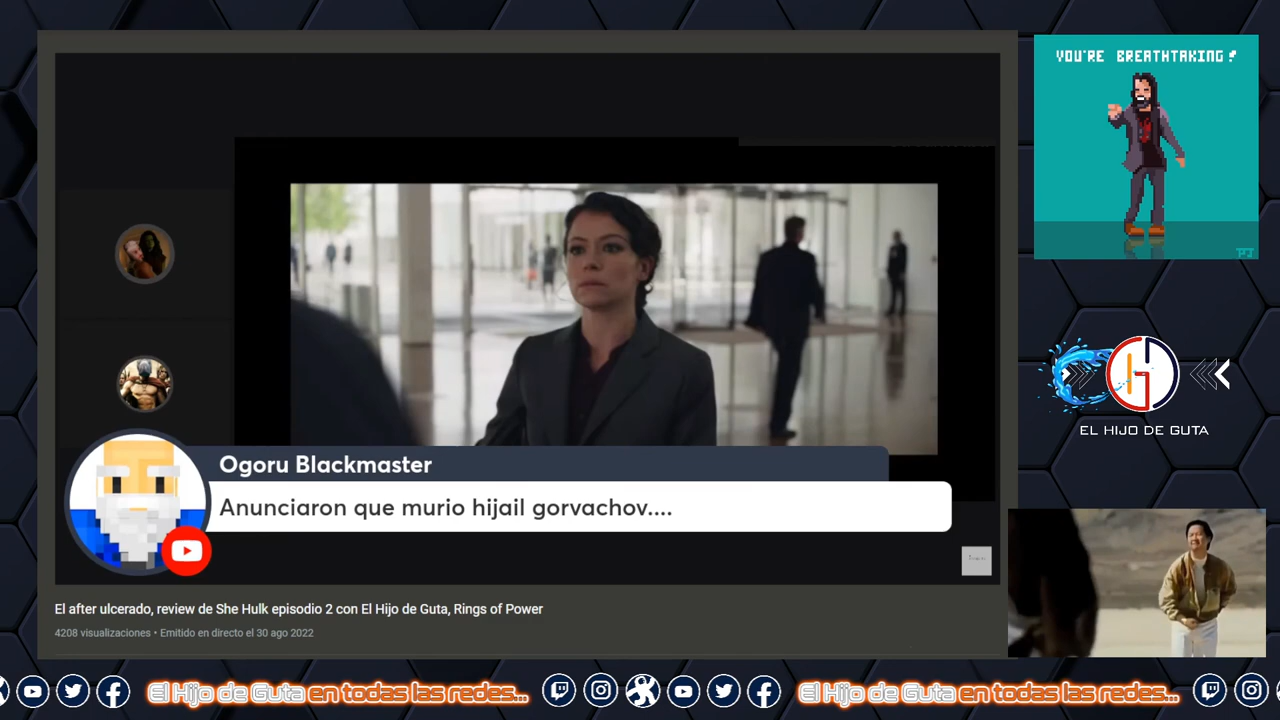 YOU'RE BREATHTAKING!
PJ
EL HIJO DE GUTA
Ogoru Blackmaster
Anunciaron que murio hijail gorvachov....
El after ulcerado, review de She Hulk episodio 2 con El Hijo de Guta, Rings of Power
4208 visualizaciones • Emitido en directo el 30 ago 2022
El Hijo de Guta en todas las redes... El Hijo de Guta en todas las redes...